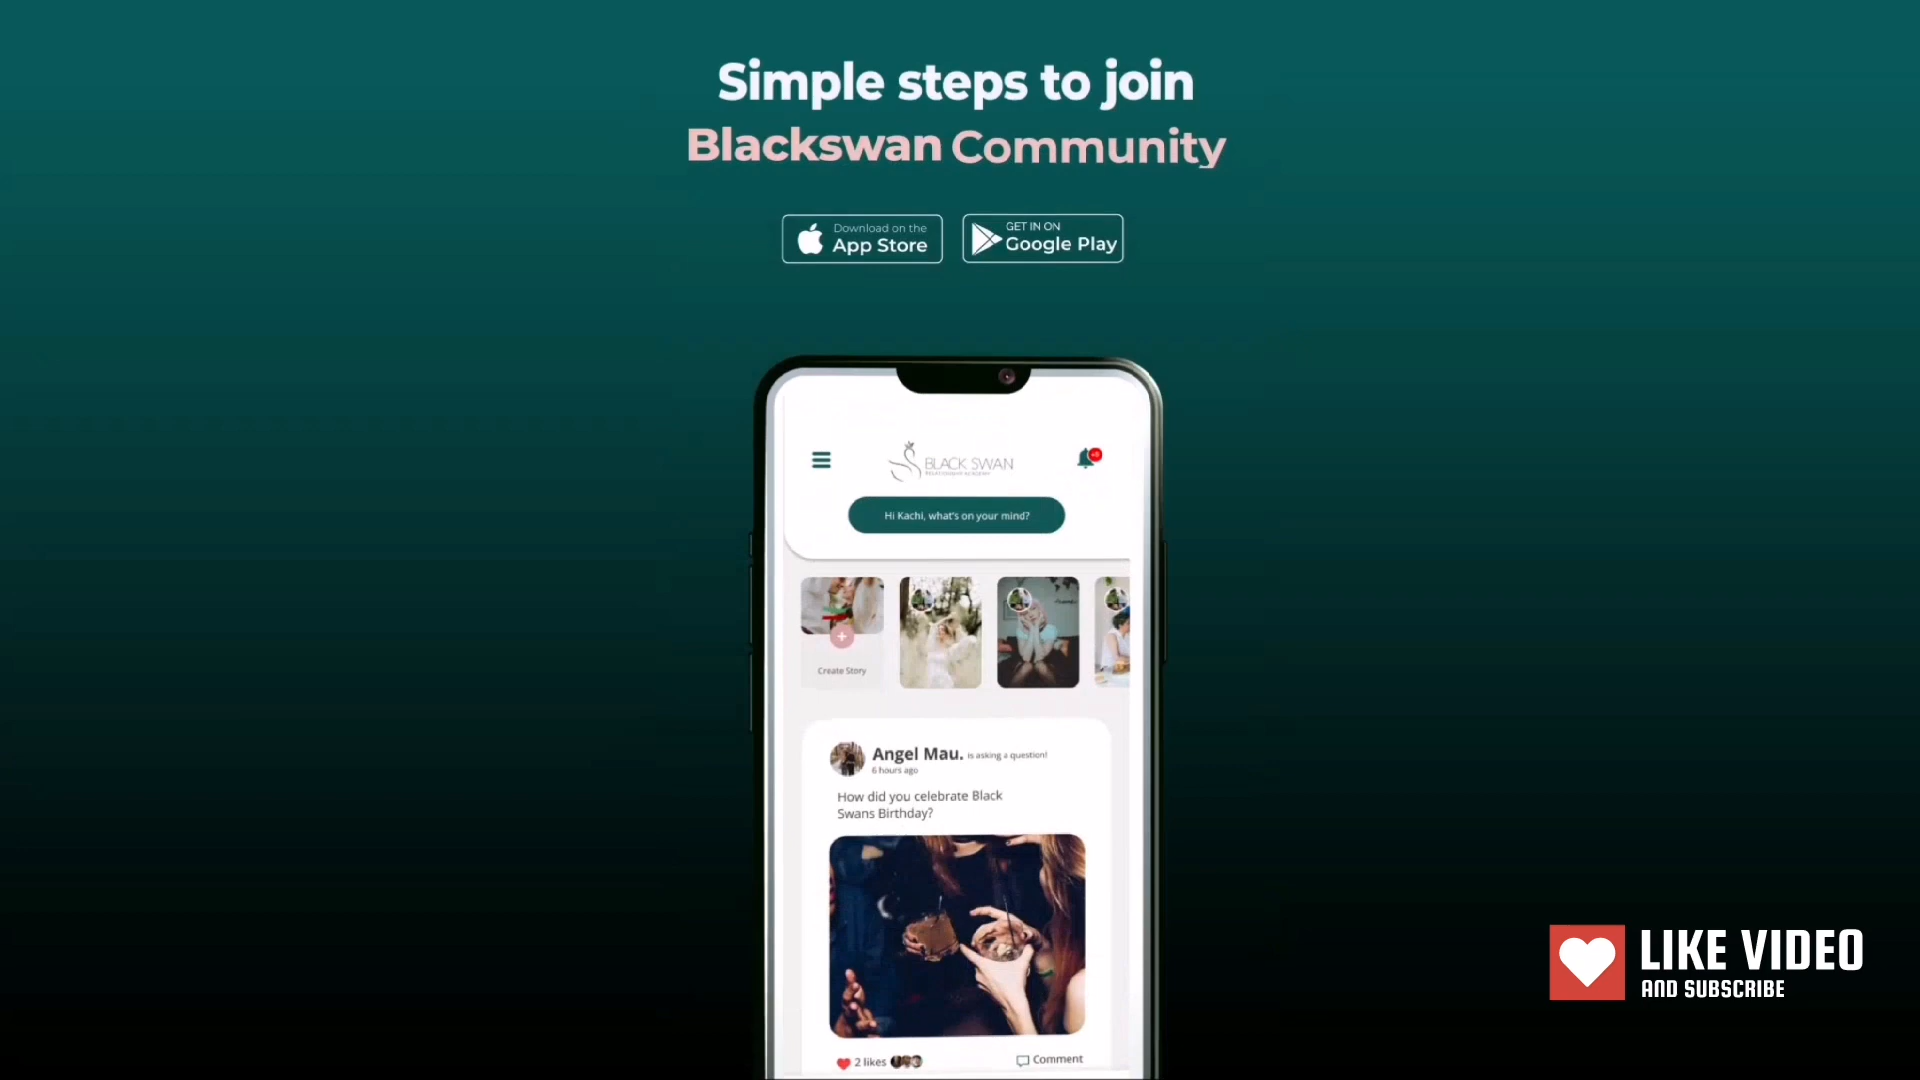 Simple steps to join
Blackswan Community
Download on the
App Store
GET IN ON
Google Play
BLACK SWAN
RELATIONSHIP ACADEMY
Hi Kachi, what's on your mind?
Create Story
Angel Mau. is asking a question!
6 hours ago
How did you celebrate Black
Swans Birthday?
2 likes
Comment
LIKE VIDEO
AND SUBSCRIBE